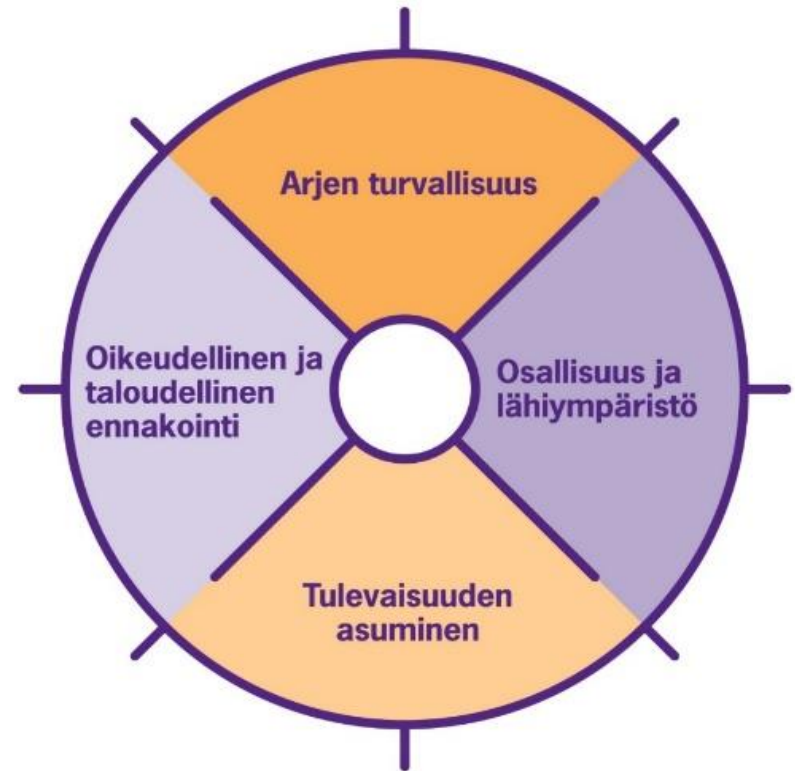 Arjen turvallisuus
Oikeudellinen ja
taloudellinen
ennakointi
Osallisuus ja
lähiympäristö
Tulevaisuuden
asuminen